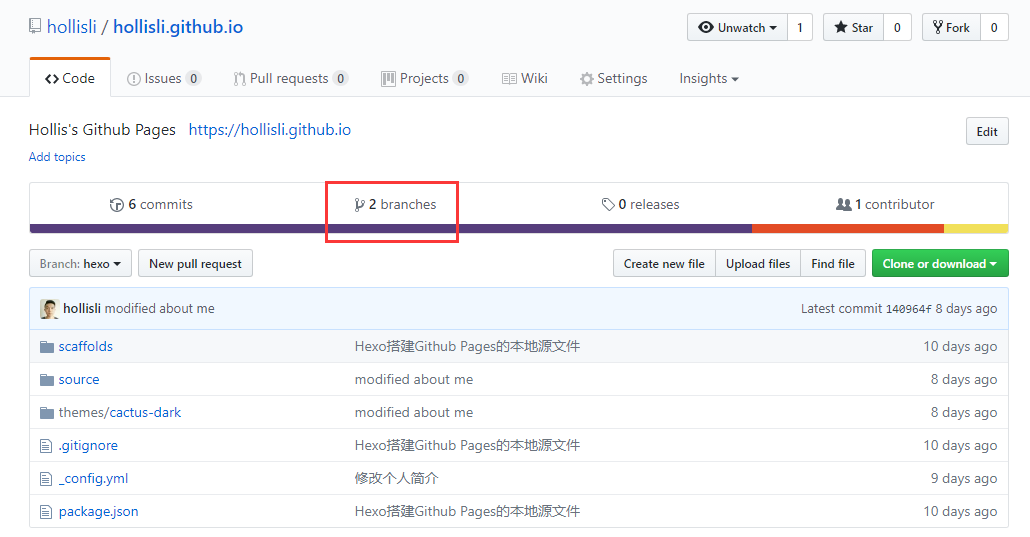 hollisli / hollisli.github.io
Unwatch 1 Star 0 Fork 0
Code Issues 0 Pull requests 0 Projects 0 Wiki Settings Insights
Hollis's Github Pages https://hollisli.github.io
Edit
Add topics
6 commits 2 branches 0 releases 1 contributor
Branch: hexo New pull request Create new file Upload files Find file Clone or download
hollisli modified about me Latest commit 140964f 8 days ago
scaffolds Hexo搭建Github Pages的本地源文件 10 days ago
source modified about me 8 days ago
themes/cactus-dark modified about me 8 days ago
.gitignore Hexo搭建Github Pages的本地源文件 10 days ago
_config.yml 修改个人简介 9 days ago
package.json Hexo搭建Github Pages的本地源文件 10 days ago